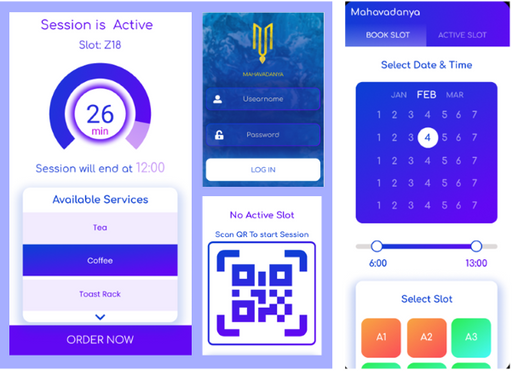 Session is Active
Slot: Z18
26
min
Session will end at 12:00
Available Services
Tea
Coffee
Toast Rack
ORDER NOW
MAHAVADANYA
Usearname
Password
LOG IN
No Active Slot
Scan QR To start Session
Mahavadanya
BOOK SLOT
ACTIVE SLOT
Select Date & Time
JAN FEB MAR
1 2 3 4 5 6 7
1 2 3 4 5 6 7
1 2 3 4 5 6 7
1 2 3 4 5 6 7
1 2 3 4 5 6 7
6:00
13:00
Select Slot
A1
A2
A3